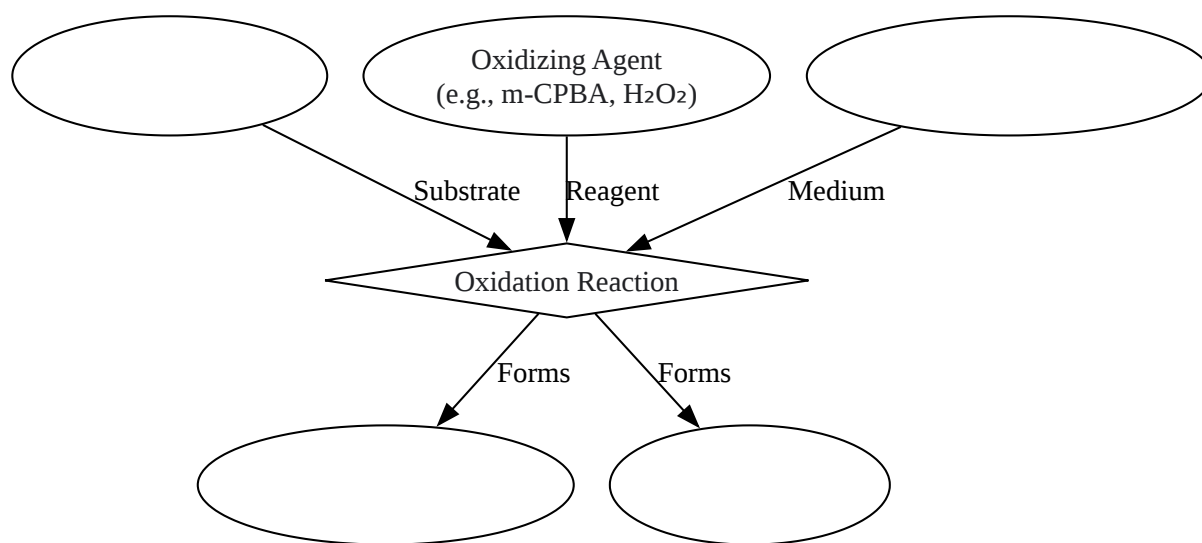 Oxidizing Agent
(e.g., m-CPBA, H₂O₂)
Substrate
Reagent
Medium
Oxidation Reaction
Forms
Forms